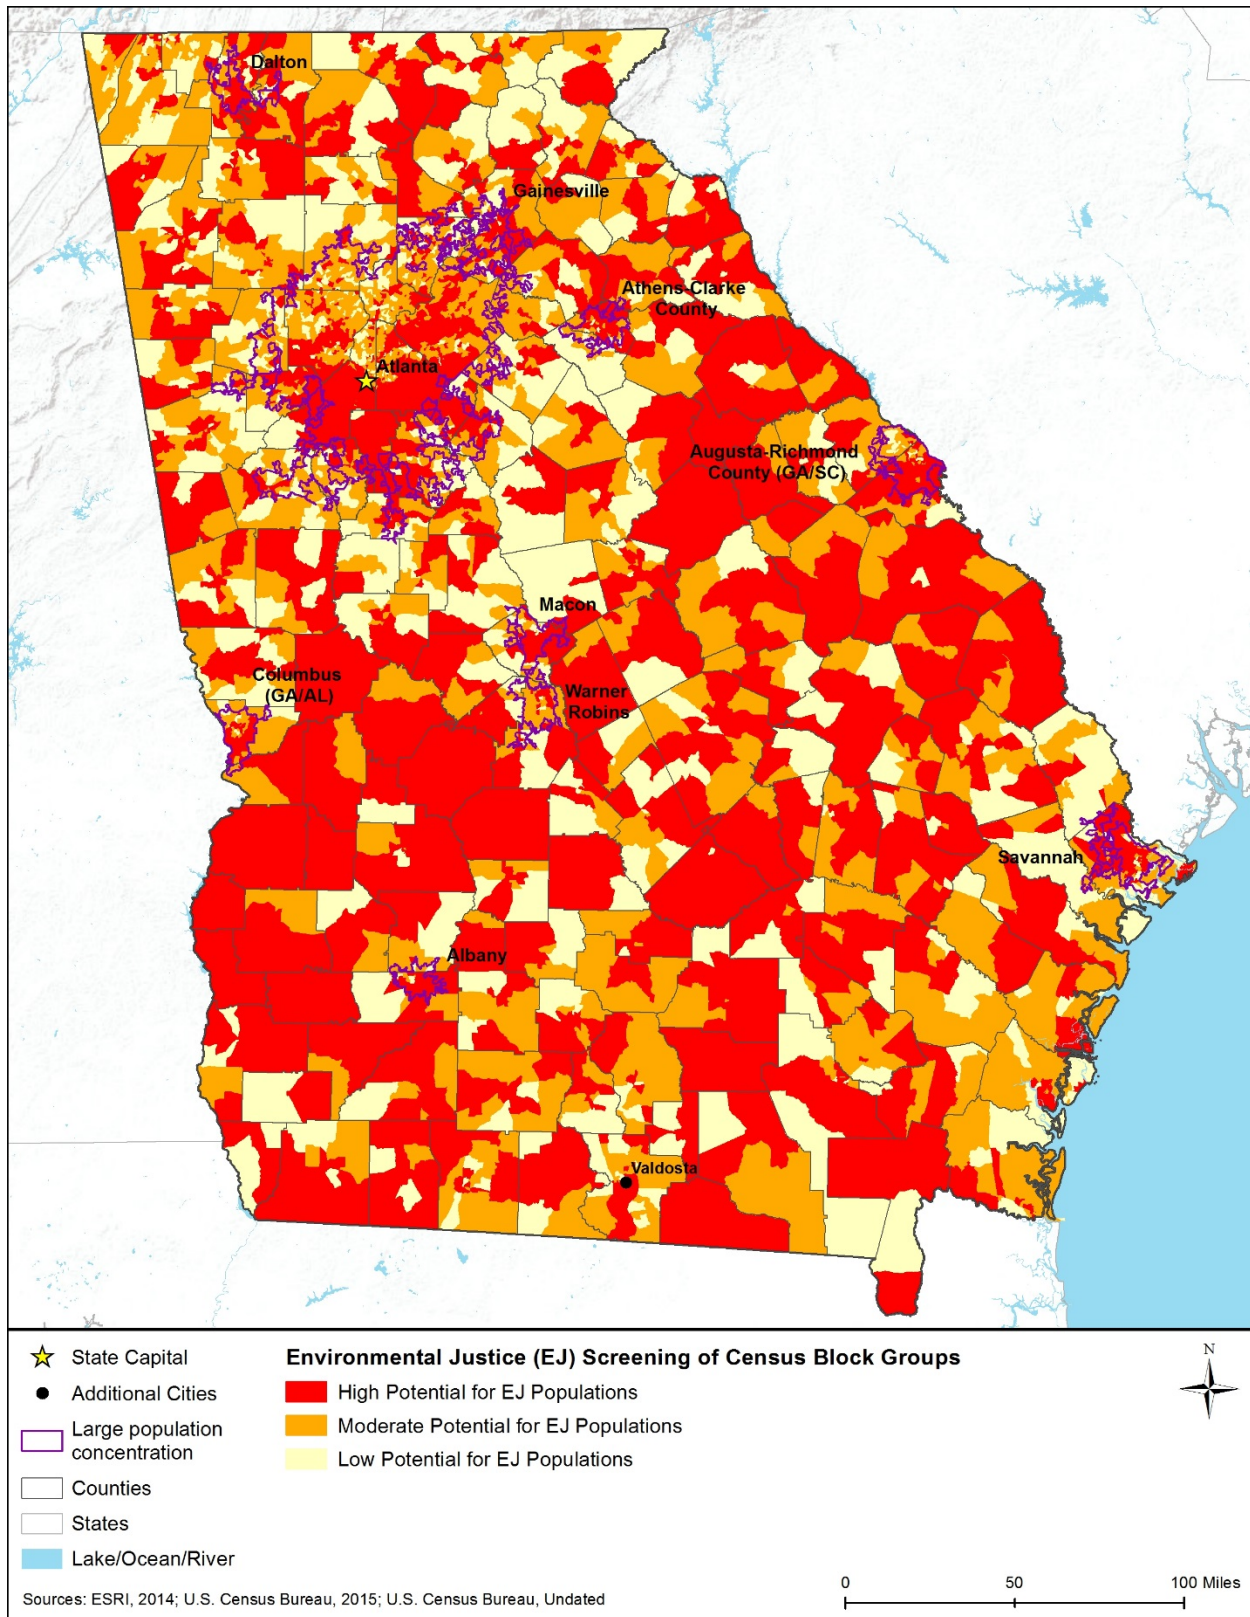 Dalton
Gainesville
Athens-Clarke
County
Atlanta
Augusta-Richmond
County (GA/SC)
Macon
Columbus
(GA/AL)
Warner
Robins
Savannah
Albany
Valdosta
State Capital
Additional Cities
Large population
concentration
Counties
States
Lake/Ocean/River
Environmental Justice (EJ) Screening of Census Block Groups
High Potential for EJ Populations
Moderate Potential for EJ Populations
Low Potential for EJ Populations
N
0 50 100 Miles
Sources: ESRI, 2014; U.S. Census Bureau, 2015; U.S. Census Bureau, Undated